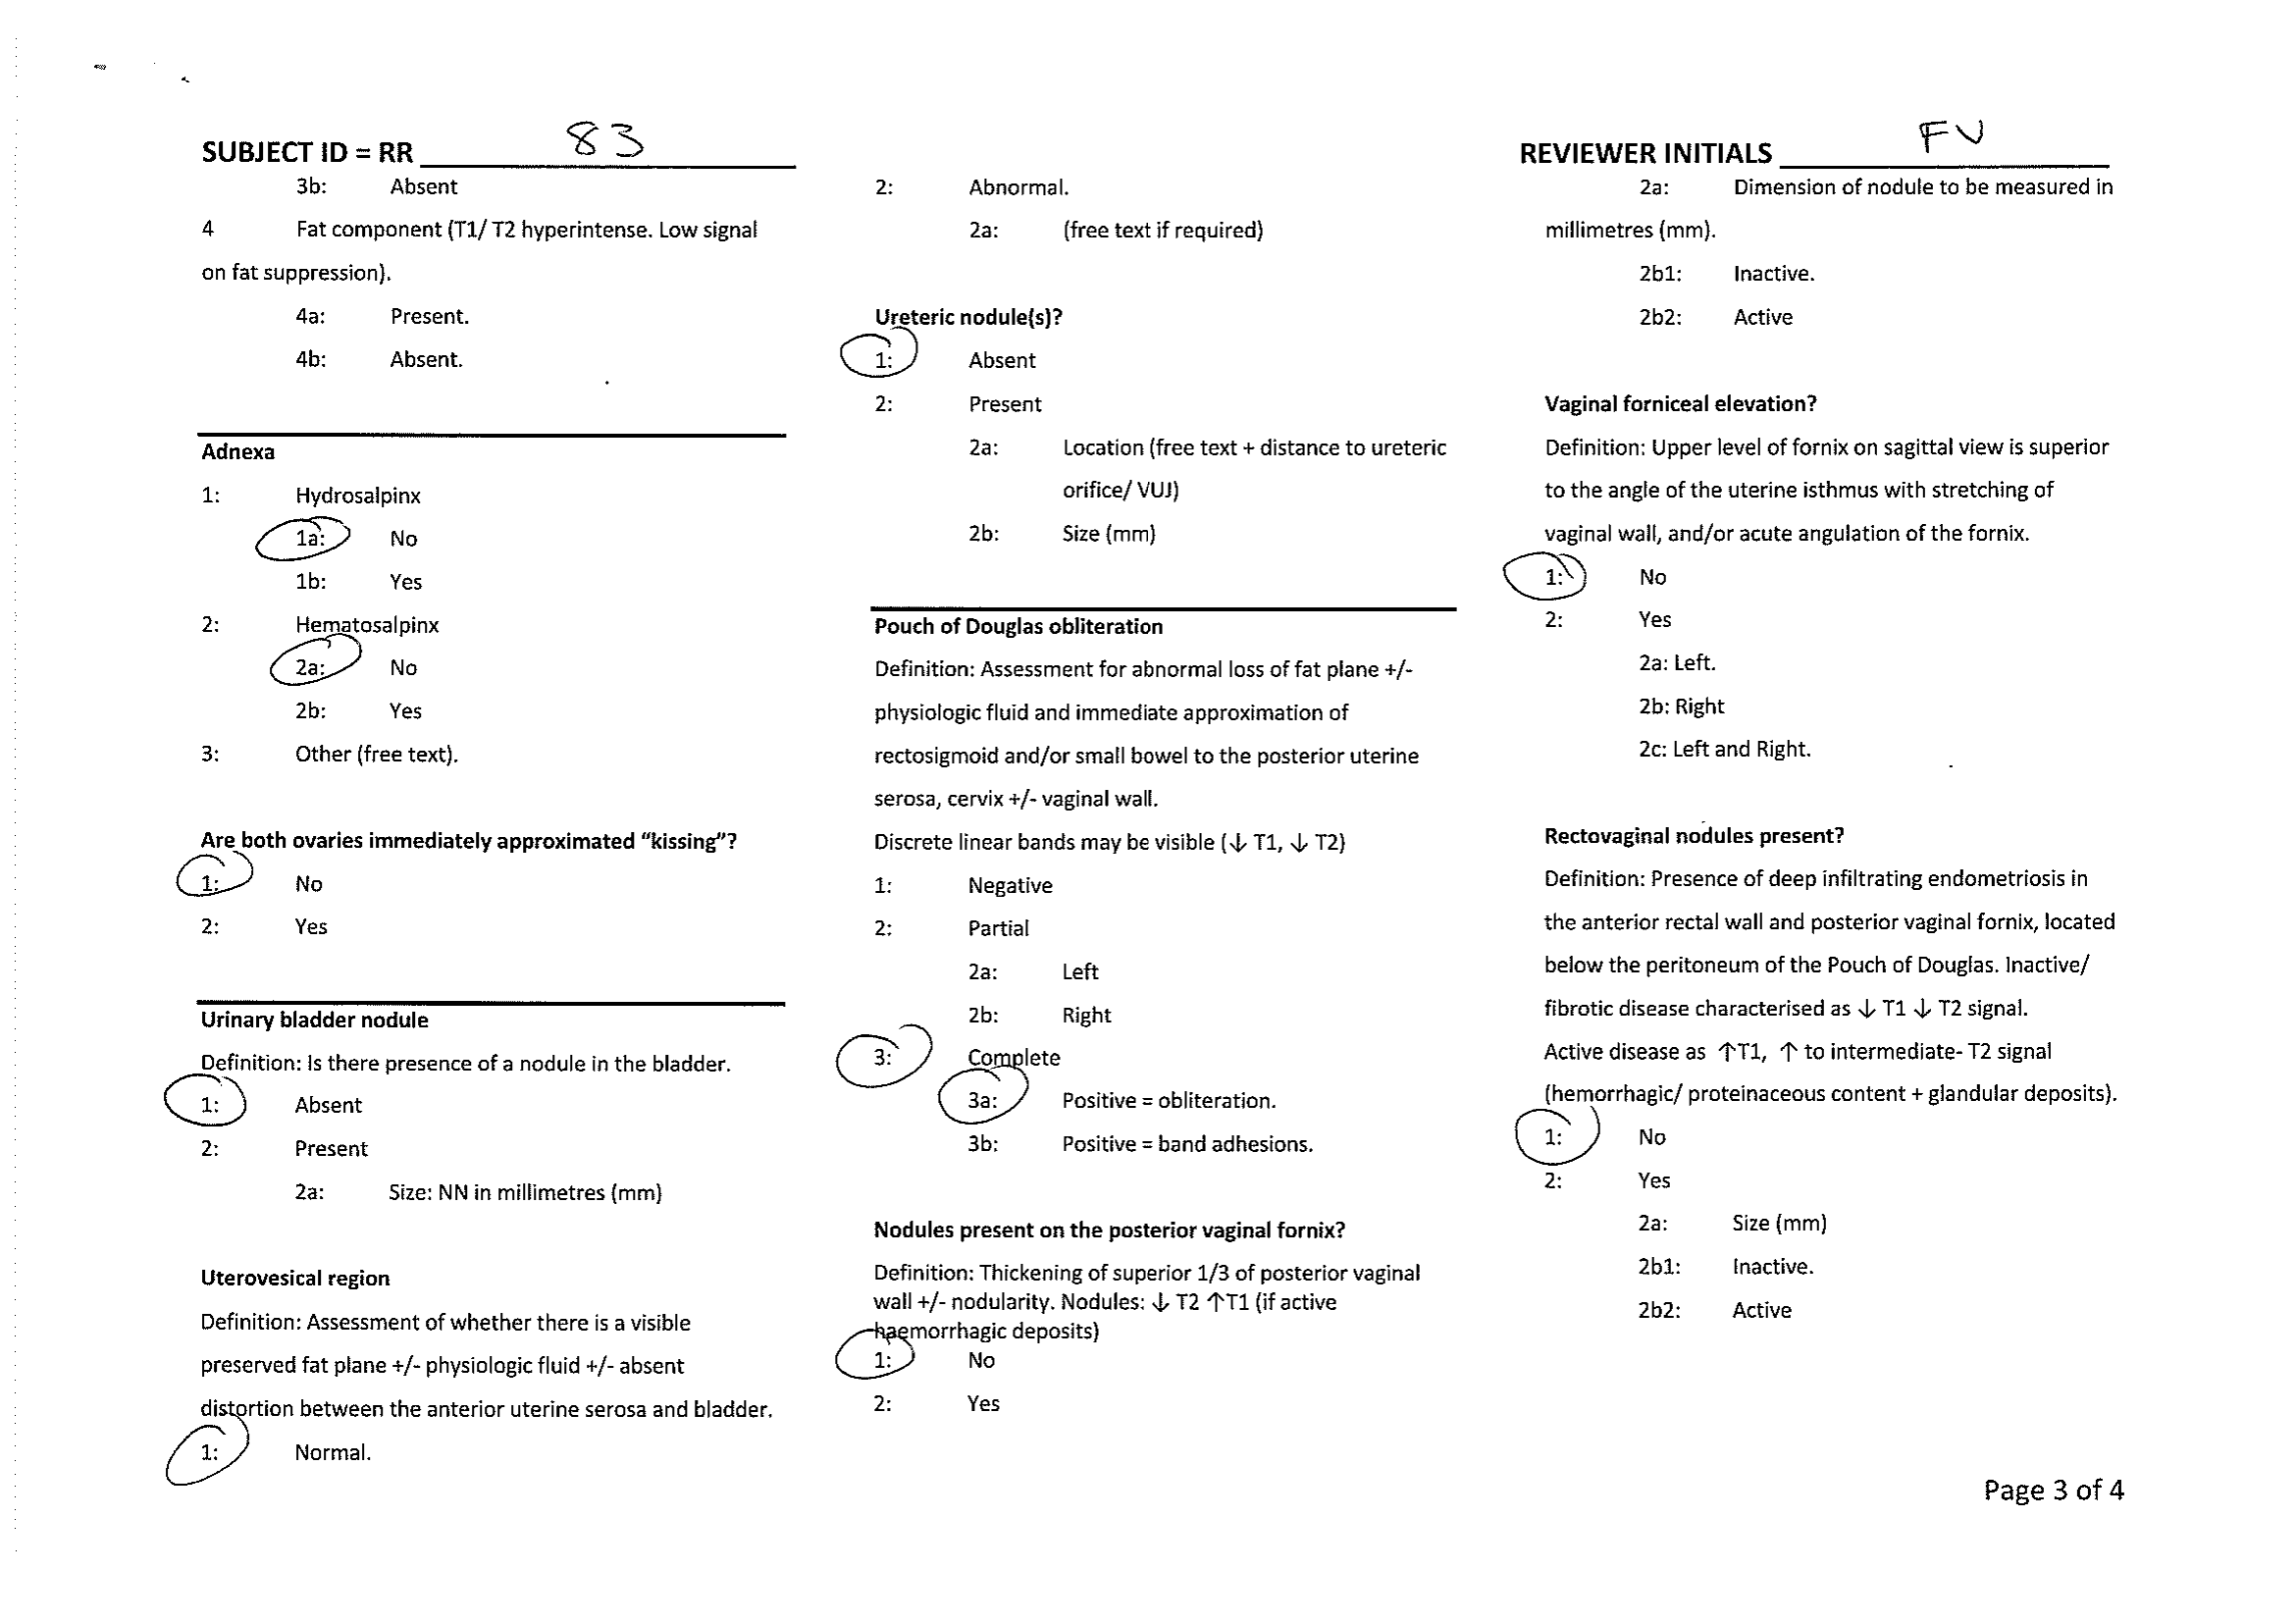 SUBJECT ID = RR 83
3b: Absent
4 Fat component (T1/ T2 hyperintense. Low signal
on fat suppression).
4a: Present.
4b: Absent.
Adnexa
1: Hydrosalpinx
1a: No
1b: Yes
2: Hematosalpinx
2a: No
2b: Yes
3: Other (free text).
Are both ovaries immediately approximated “kissing”?
1: No
2: Yes
Urinary bladder nodule
Definition: Is there presence of a nodule in the bladder.
1: Absent
2: Present
2a: Size: NN in millimetres (mm)
Uterovesical region
Definition: Assessment of whether there is a visible
preserved fat plane +/- physiologic fluid +/- absent
distortion between the anterior uterine serosa and bladder.
1: Normal.
2: Abnormal.
2a: (free text if required)
Ureteric nodule(s)?
1: Absent
2: Present
2a: Location (free text + distance to ureteric
orifice/ VUJ)
2b: Size (mm)
Pouch of Douglas obliteration
Definition: Assessment for abnormal loss of fat plane +/-
physiologic fluid and immediate approximation of
rectosigmoid and/or small bowel to the posterior uterine
serosa, cervix +/- vaginal wall.
Discrete linear bands may be visible (↓ T1, ↓ T2)
1: Negative
2: Partial
2a: Left
2b: Right
3: Complete
3a: Positive = obliteration.
3b: Positive = band adhesions.
Nodules present on the posterior vaginal fornix?
Definition: Thickening of superior 1/3 of posterior vaginal
wall +/- nodularity. Nodules: ↓ T2 ↑T1 (if active
haemorrhagic deposits)
1: No
2: Yes
REVIEWER INITIALS FV
2a: Dimension of nodule to be measured in
millimetres (mm).
2b1: Inactive.
2b2: Active
Vaginal forniceal elevation?
Definition: Upper level of fornix on sagittal view is superior
to the angle of the uterine isthmus with stretching of
vaginal wall, and/or acute angulation of the fornix.
1: No
2: Yes
2a: Left.
2b: Right
2c: Left and Right.
Rectovaginal nodules present?
Definition: Presence of deep infiltrating endometriosis in
the anterior rectal wall and posterior vaginal fornix, located
below the peritoneum of the Pouch of Douglas. Inactive/
fibrotic disease characterised as ↓ T1 ↓ T2 signal.
Active disease as ↑T1, ↑ to intermediate- T2 signal
(hemorrhagic/ proteinaceous content + glandular deposits).
1: No
2: Yes
2a: Size (mm)
2b1: Inactive.
2b2: Active
Page 3 of 4